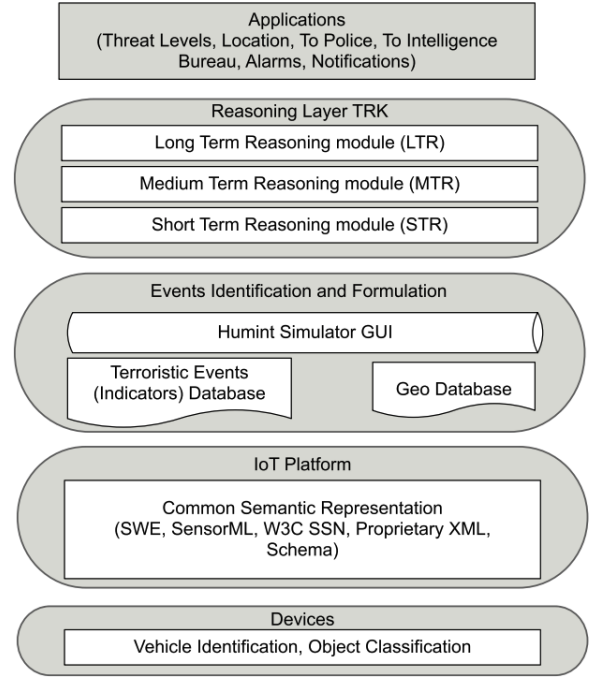 Applications
(Threat Levels, Location, To Police, To Intelligence
Bureau, Alarms, Notifications)
Reasoning Layer TRK
Long Term Reasoning module (LTR)
Medium Term Reasoning module (MTR)
Short Term Reasoning module (STR)
Events Identification and Formulation
Humint Simulator GUI
Terroristic Events
(Indicators) Database
Geo Database
IoT Platform
Common Semantic Representation
(SWE, SensorML, W3C SSN, Proprietary XML,
Schema)
Devices
Vehicle Identification, Object Classification